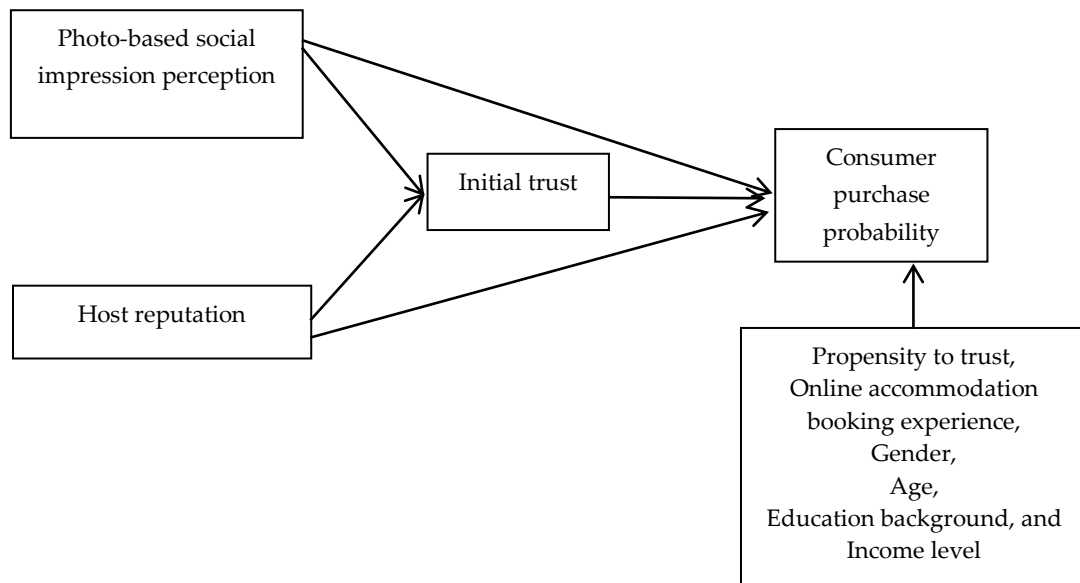 Photo-based social
impression perception
Initial trust
Consumer
purchase
probability
Host reputation
Propensity to trust,
Online accommodation
booking experience,
Gender,
Age,
Education background, and
Income level